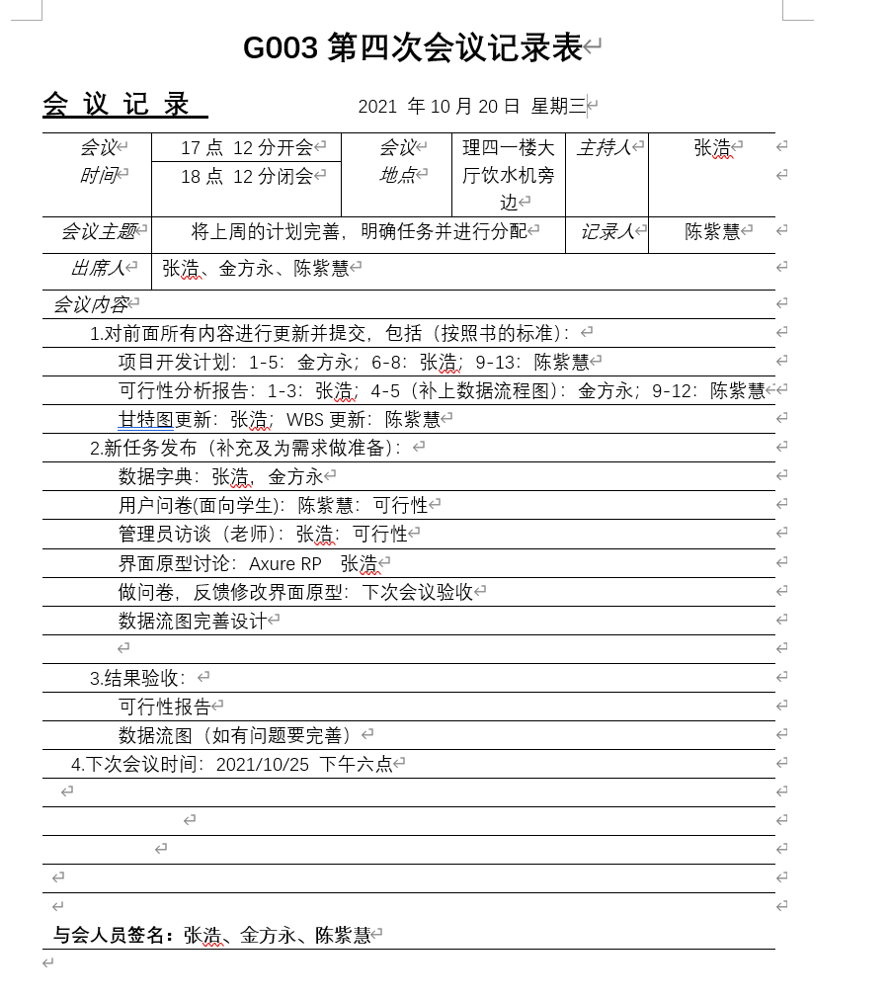 G003 第四次会议记录表
会 议 记 录 2021 年 10 月 20 日 星期三
会议时间 17 点 12 分开会 18 点 12 分闭会 会议地点 理四一楼大厅饮水机旁边 主持人 张浩
会议主题 将上周的计划完善，明确任务并进行分配 记录人 陈紫慧
出席人 张浩、金方永、陈紫慧
会议内容
1.对前面所有内容进行更新并提交，包括（按照书的标准）：
项目开发计划：1-5：金方永；6-8：张浩；9-13：陈紫慧
可行性分析报告：1-3：张浩；4-5（补上数据流程图）：金方永；9-12：陈紫慧
甘特图更新：张浩；WBS 更新：陈紫慧
2.新任务发布（补充及为需求做准备）：
数据字典：张浩，金方永
用户问卷(面向学生)：陈紫慧：可行性
管理员访谈（老师）：张浩：可行性
界面原型讨论：Axure RP 张浩
做问卷，反馈修改界面原型：下次会议验收
数据流图完善设计
3.结果验收：
可行性报告
数据流图（如有问题要完善）
4.下次会议时间：2021/10/25 下午六点
与会人员签名：张浩、金方永、陈紫慧